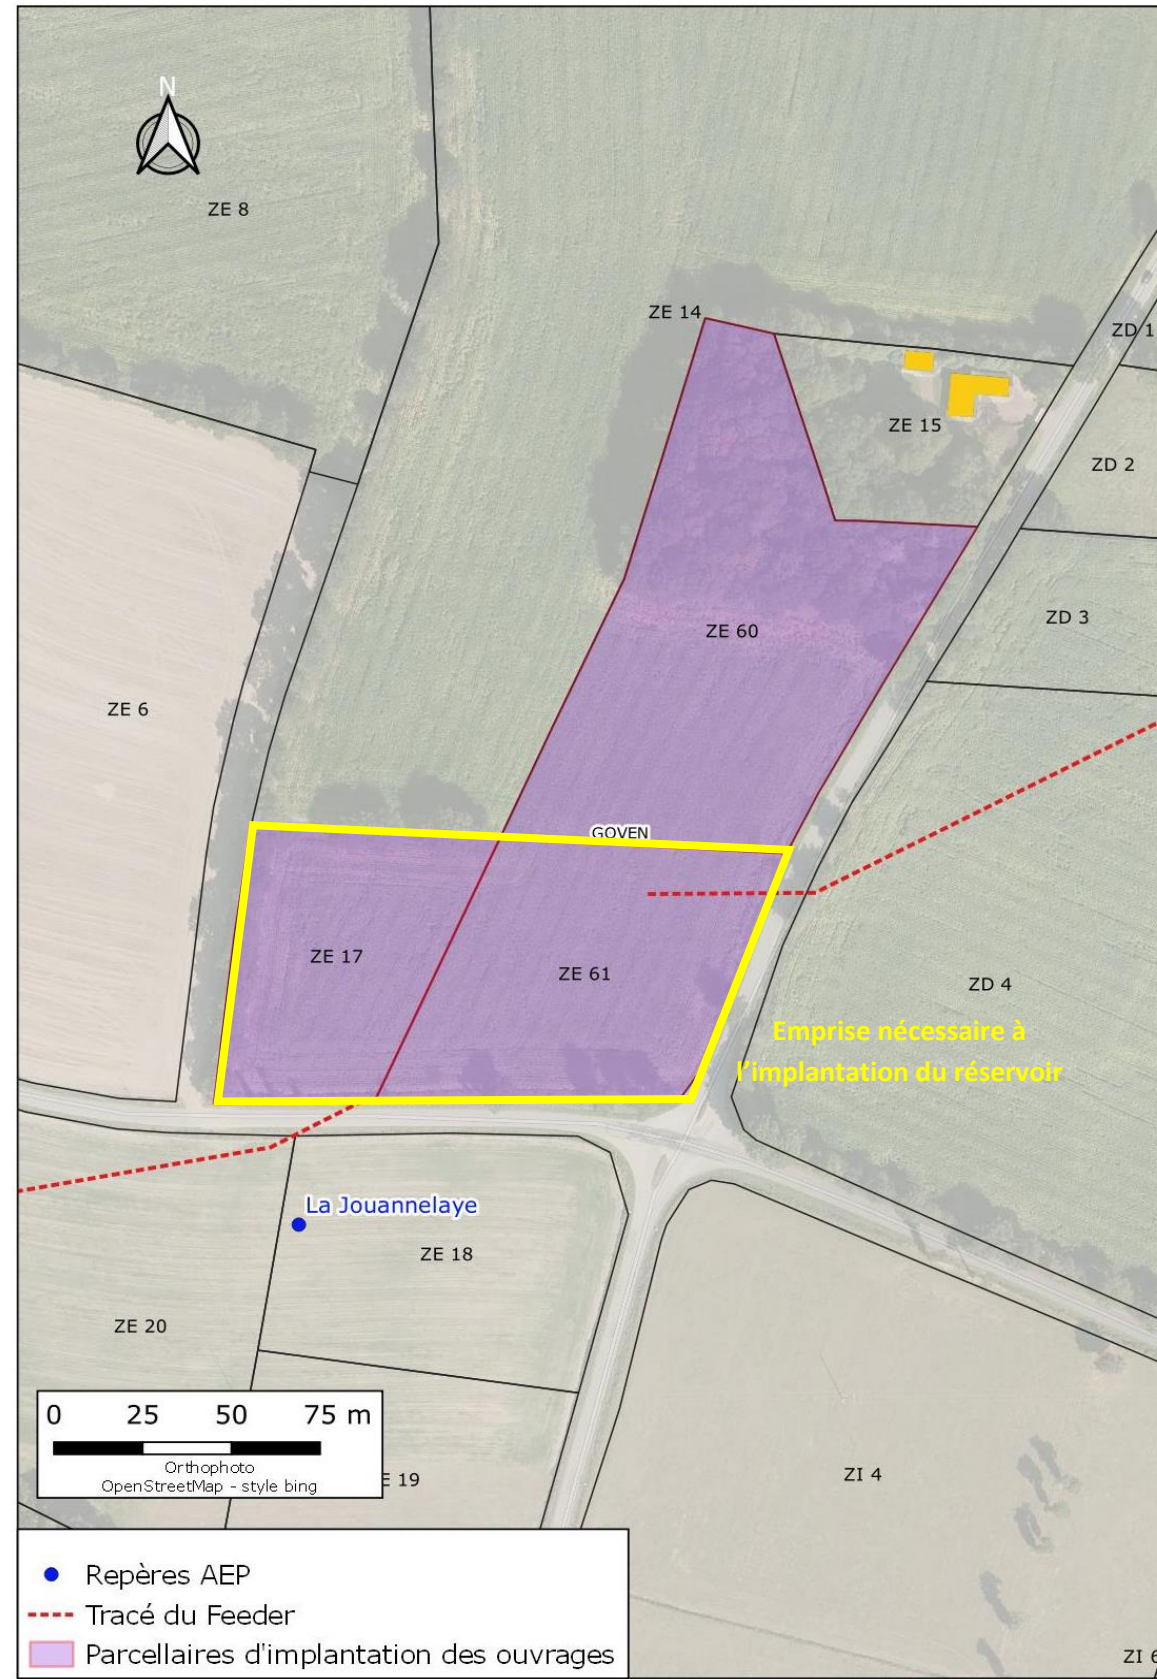 N
ZE 8
ZE 14
ZD 1
ZE 15
ZD 2
ZD 3
ZE 60
ZE 6
GOVEN
ZE 17
ZE 61
ZD 4
Emprise nécessaire à
l'implantation du réservoir
La Jouannelaye
ZE 18
ZE 20
0 25 50 75 m
Orthophoto
OpenStreetMap - style bing
E 19
ZI 4
Repères AEP
Tracé du Feeder
Parcellaires d'implantation des ouvrages
ZI 6